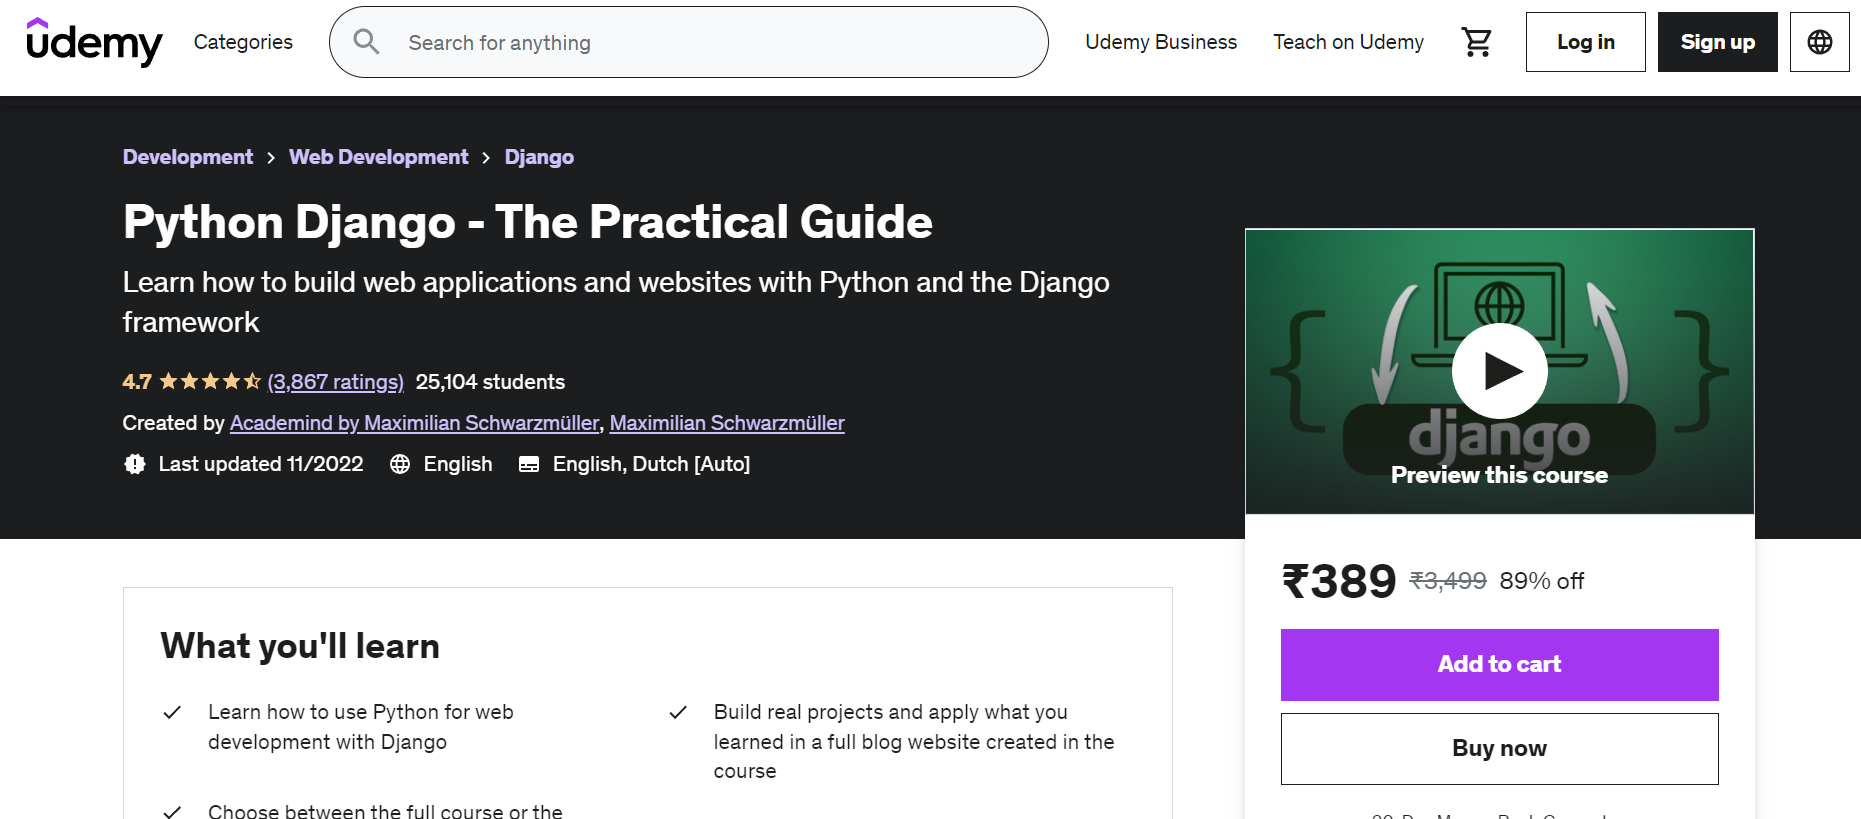 udemy
Categories
Search for anything
Udemy Business
Teach on Udemy
Log in
Sign up
Development > Web Development > Django
Python Django - The Practical Guide
Learn how to build web applications and websites with Python and the Django
framework
4.7 (3,867 ratings) 25,104 students
Created by Academind by Maximilian Schwarzmüller, Maximilian Schwarzmüller
Last updated 11/2022 English English, Dutch [Auto]
django
Preview this course
₹389 ₹3,499 89% off
Add to cart
Buy now
What you'll learn
Learn how to use Python for web
development with Django
Build real projects and apply what you
learned in a full blog website created in the
course
Choose between the full course or the